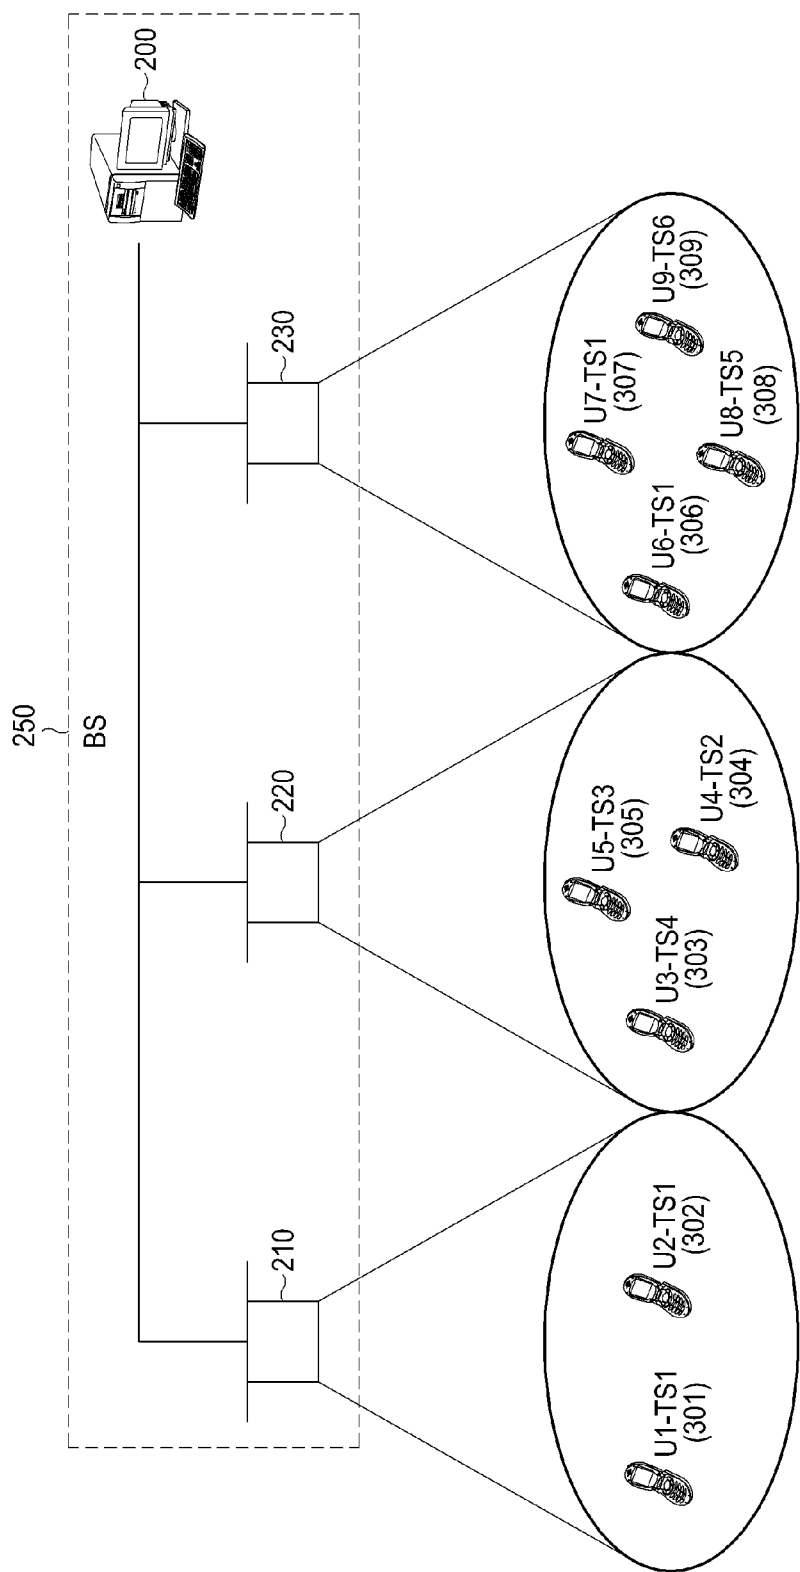 250
BS
200
210
220
230
U1-TS1
(301)
U2-TS1
(302)
U3-TS4
(303)
U5-TS3
(305)
U4-TS2
(304)
U6-TS1
(306)
U7-TS1
(307)
U8-TS5
(308)
U9-TS6
(309)